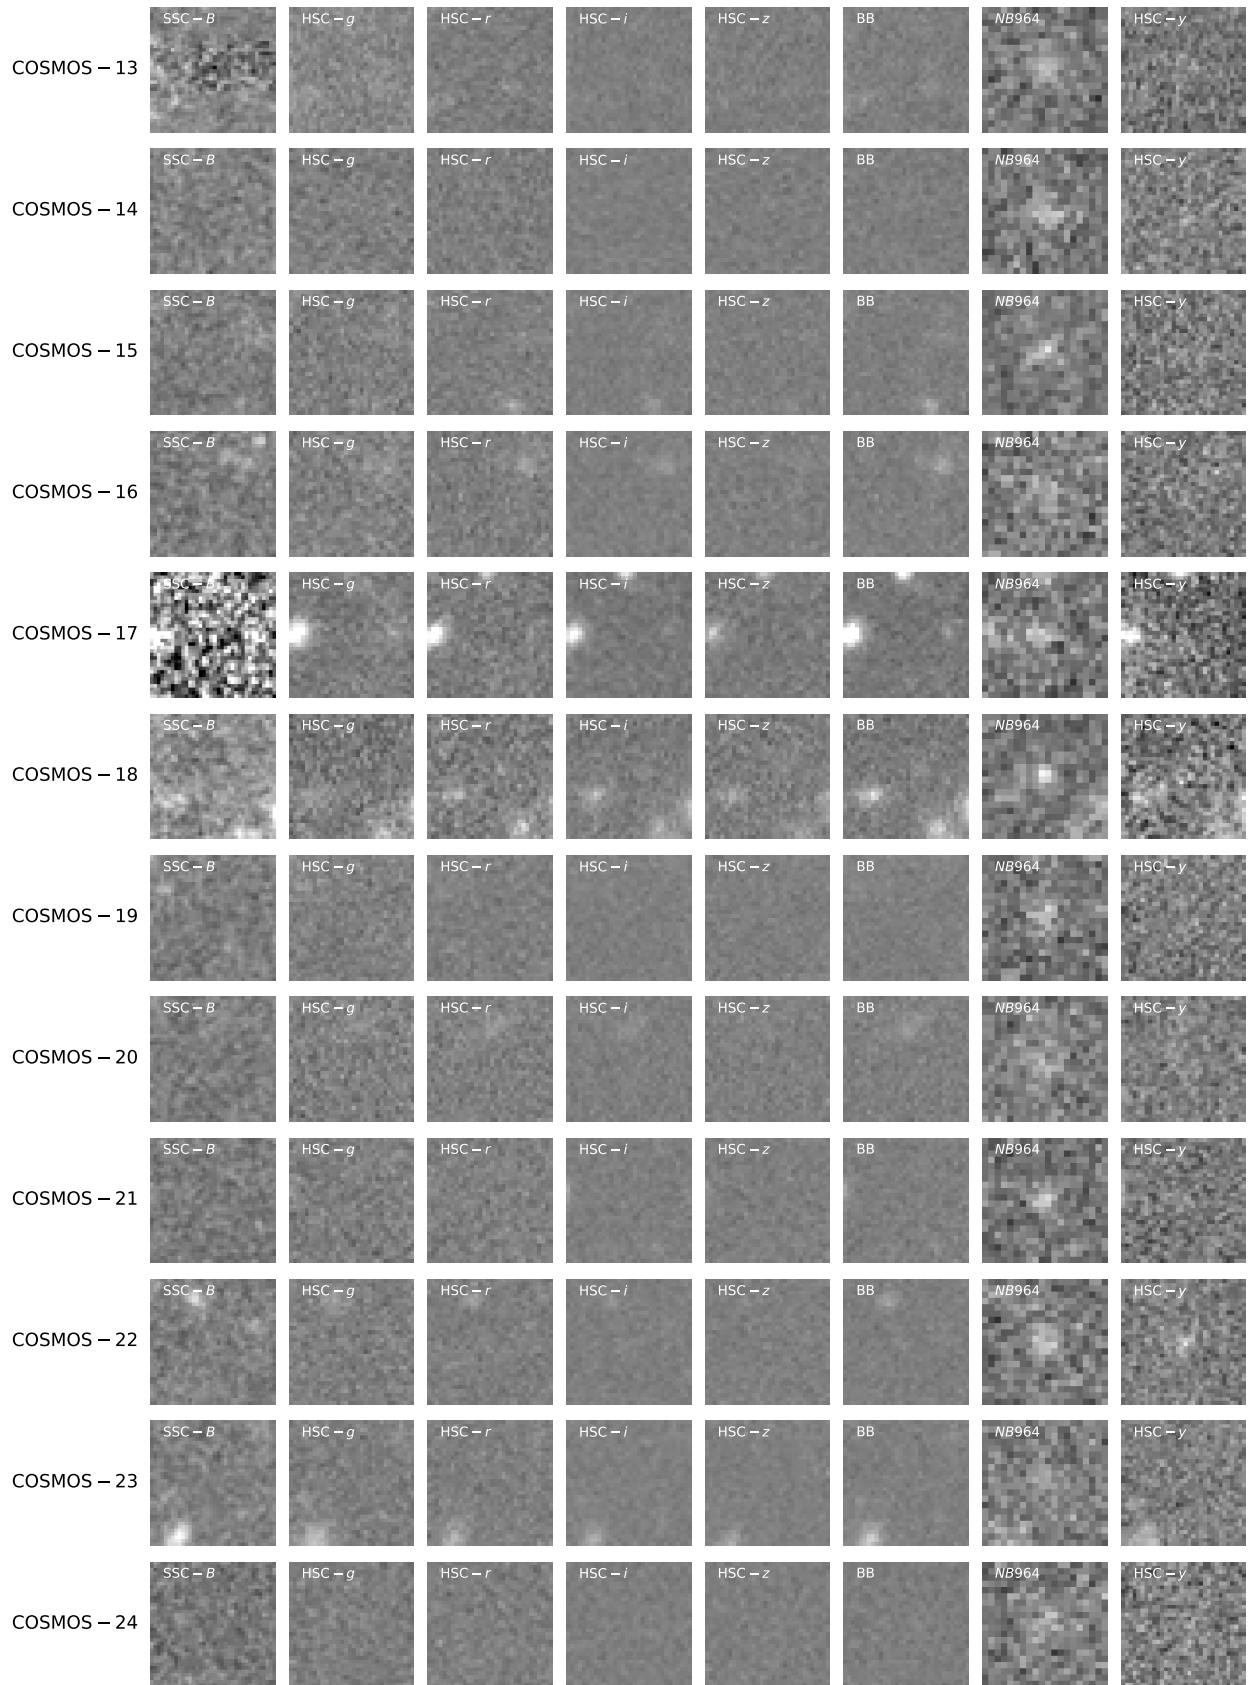 SSC − B HSC − g HSC − r HSC − i HSC − z BB NB964 HSC − y
COSMOS − 13
SSC − B HSC − g HSC − r HSC − i HSC − z BB NB964 HSC − y
COSMOS − 14
SSC − B HSC − g HSC − r HSC − i HSC − z BB NB964 HSC − y
COSMOS − 15
SSC − B HSC − g HSC − r HSC − i HSC − z BB NB964 HSC − y
COSMOS − 16
SSC − B HSC − g HSC − r HSC − i HSC − z BB NB964 HSC − y
COSMOS − 17
SSC − B HSC − g HSC − r HSC − i HSC − z BB NB964 HSC − y
COSMOS − 18
SSC − B HSC − g HSC − r HSC − i HSC − z BB NB964 HSC − y
COSMOS − 19
SSC − B HSC − g HSC − r HSC − i HSC − z BB NB964 HSC − y
COSMOS − 20
SSC − B HSC − g HSC − r HSC − i HSC − z BB NB964 HSC − y
COSMOS − 21
SSC − B HSC − g HSC − r HSC − i HSC − z BB NB964 HSC − y
COSMOS − 22
SSC − B HSC − g HSC − r HSC − i HSC − z BB NB964 HSC − y
COSMOS − 23
SSC − B HSC − g HSC − r HSC − i HSC − z BB NB964 HSC − y
COSMOS − 24